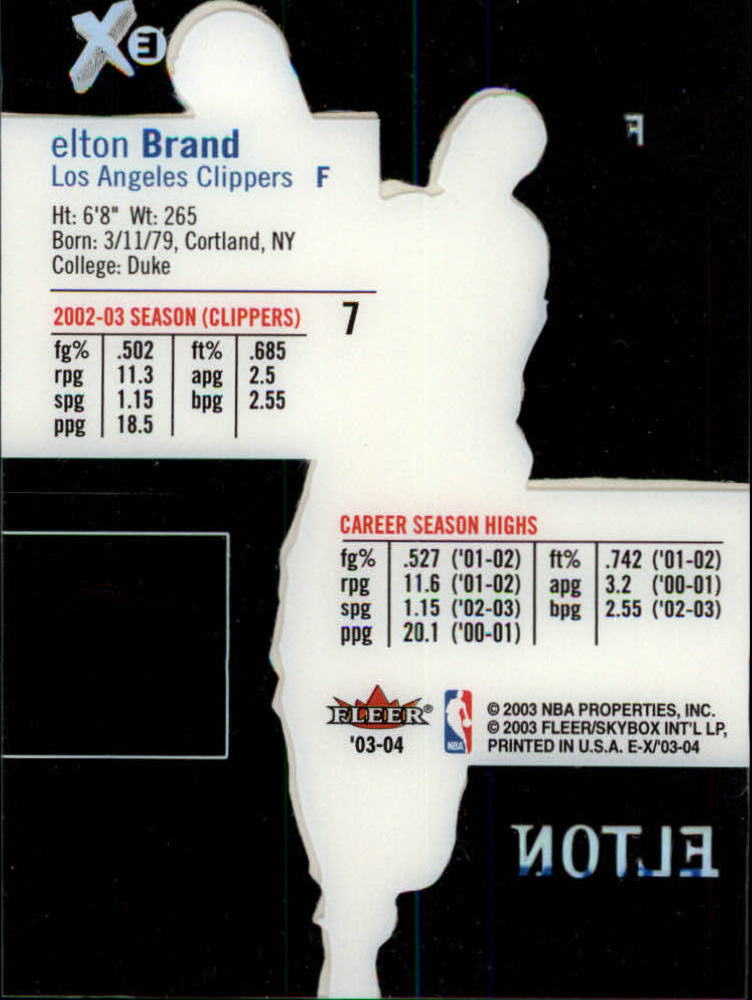 EX
F
elton Brand
Los Angeles Clippers F
Ht: 6'8" Wt: 265
Born: 3/11/79, Cortland, NY
College: Duke
2002-03 SEASON (CLIPPERS)
7
fg% .502 ft% .685
rpg 11.3 apg 2.5
spg 1.15 bpg 2.55
ppg 18.5
CAREER SEASON HIGHS
fg% .527 ('01-02) ft% .742 ('01-02)
rpg 11.6 ('01-02) apg 3.2 ('00-01)
spg 1.15 ('02-03) bpg 2.55 ('02-03)
ppg 20.1 ('00-01)
FLEER®
'03-04
NBA
© 2003 NBA PROPERTIES, INC.
© 2003 FLEER/SKYBOX INT'L LP,
PRINTED IN U.S.A. E-X/'03-04
ELTON